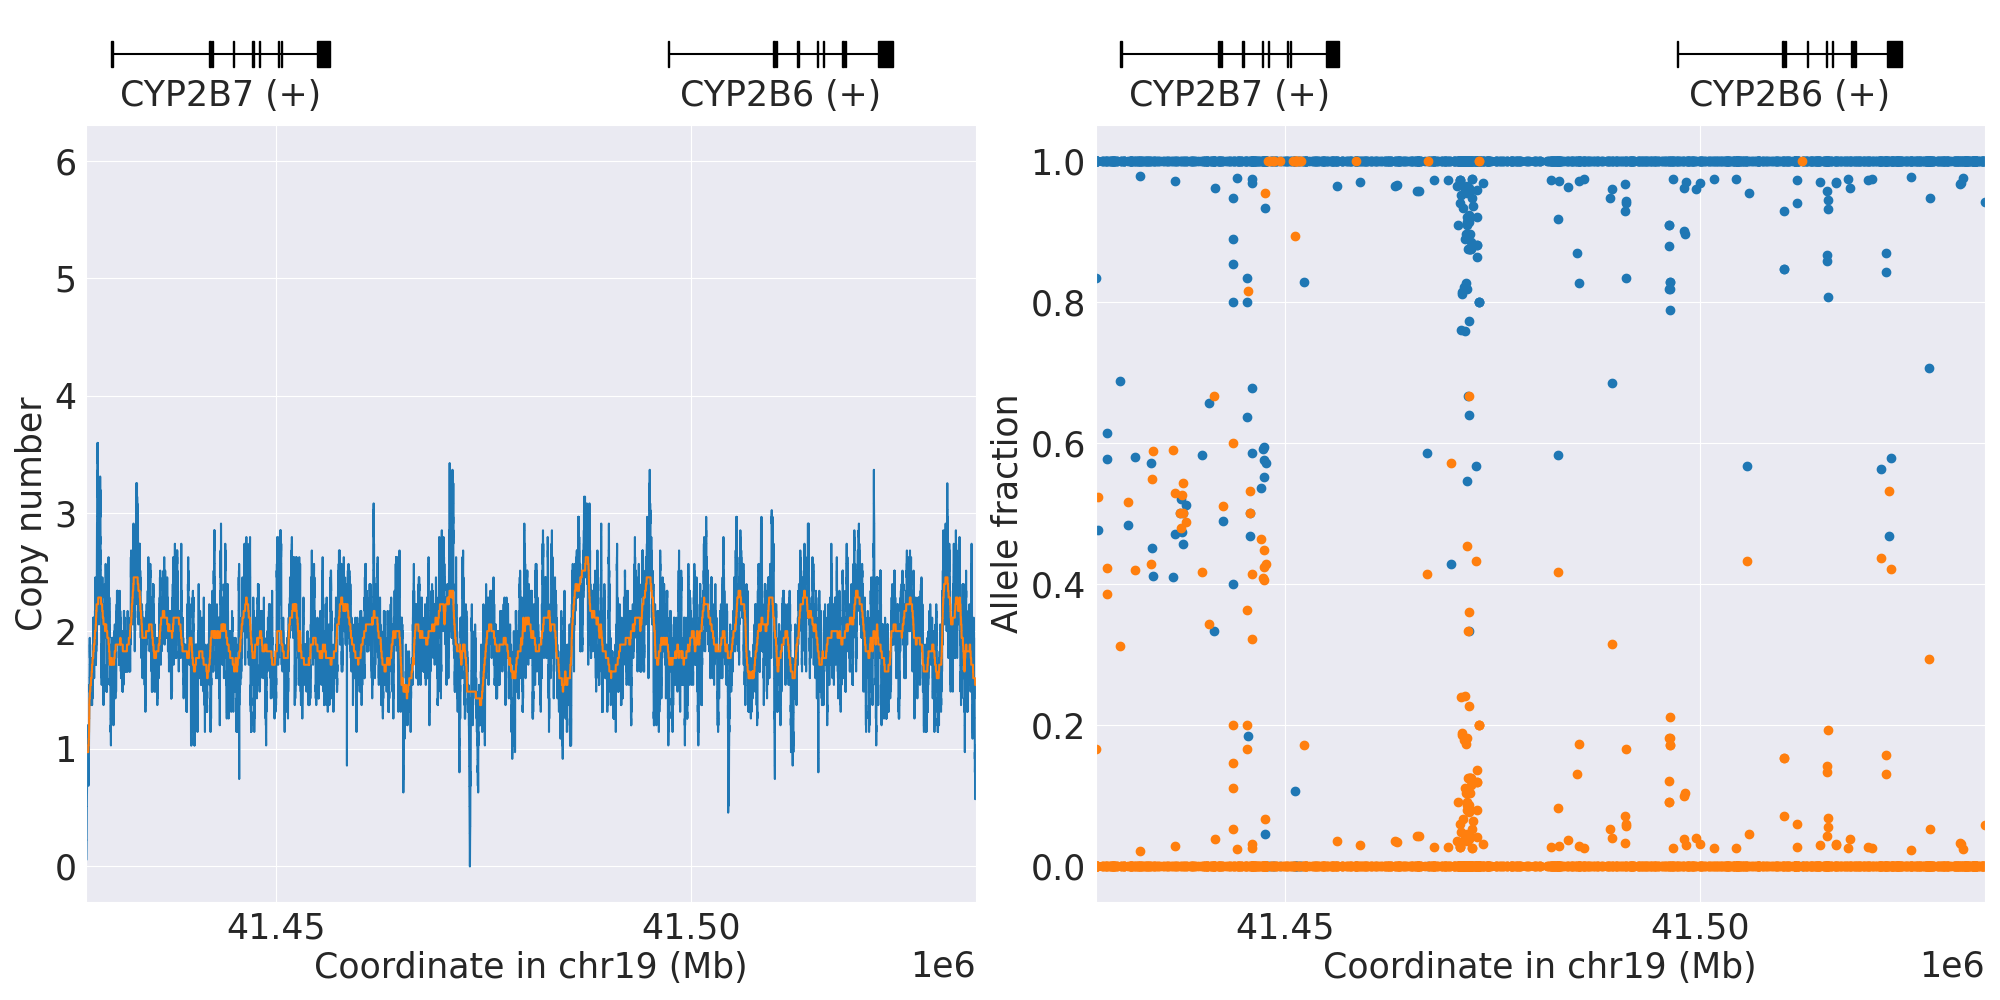 CYP2B7 (+)
CYP2B6 (+)
6
5
4
3
2
1
0
Copy number
41.45
41.50
Coordinate in chr19 (Mb)
1e6
CYP2B7 (+)
CYP2B6 (+)
1.0
0.8
0.6
0.4
0.2
0.0
Allele fraction
41.45
41.50
Coordinate in chr19 (Mb)
1e6